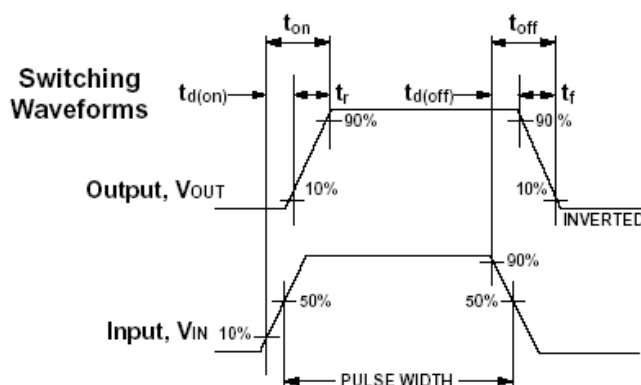 ton toff
Switching
Waveforms
td(on) tr td(off) tf
90% 90%
Output, VOUT 10% 10%
INVERTED
90%
50% 50%
Input, VIN 10%
PULSE WIDTH